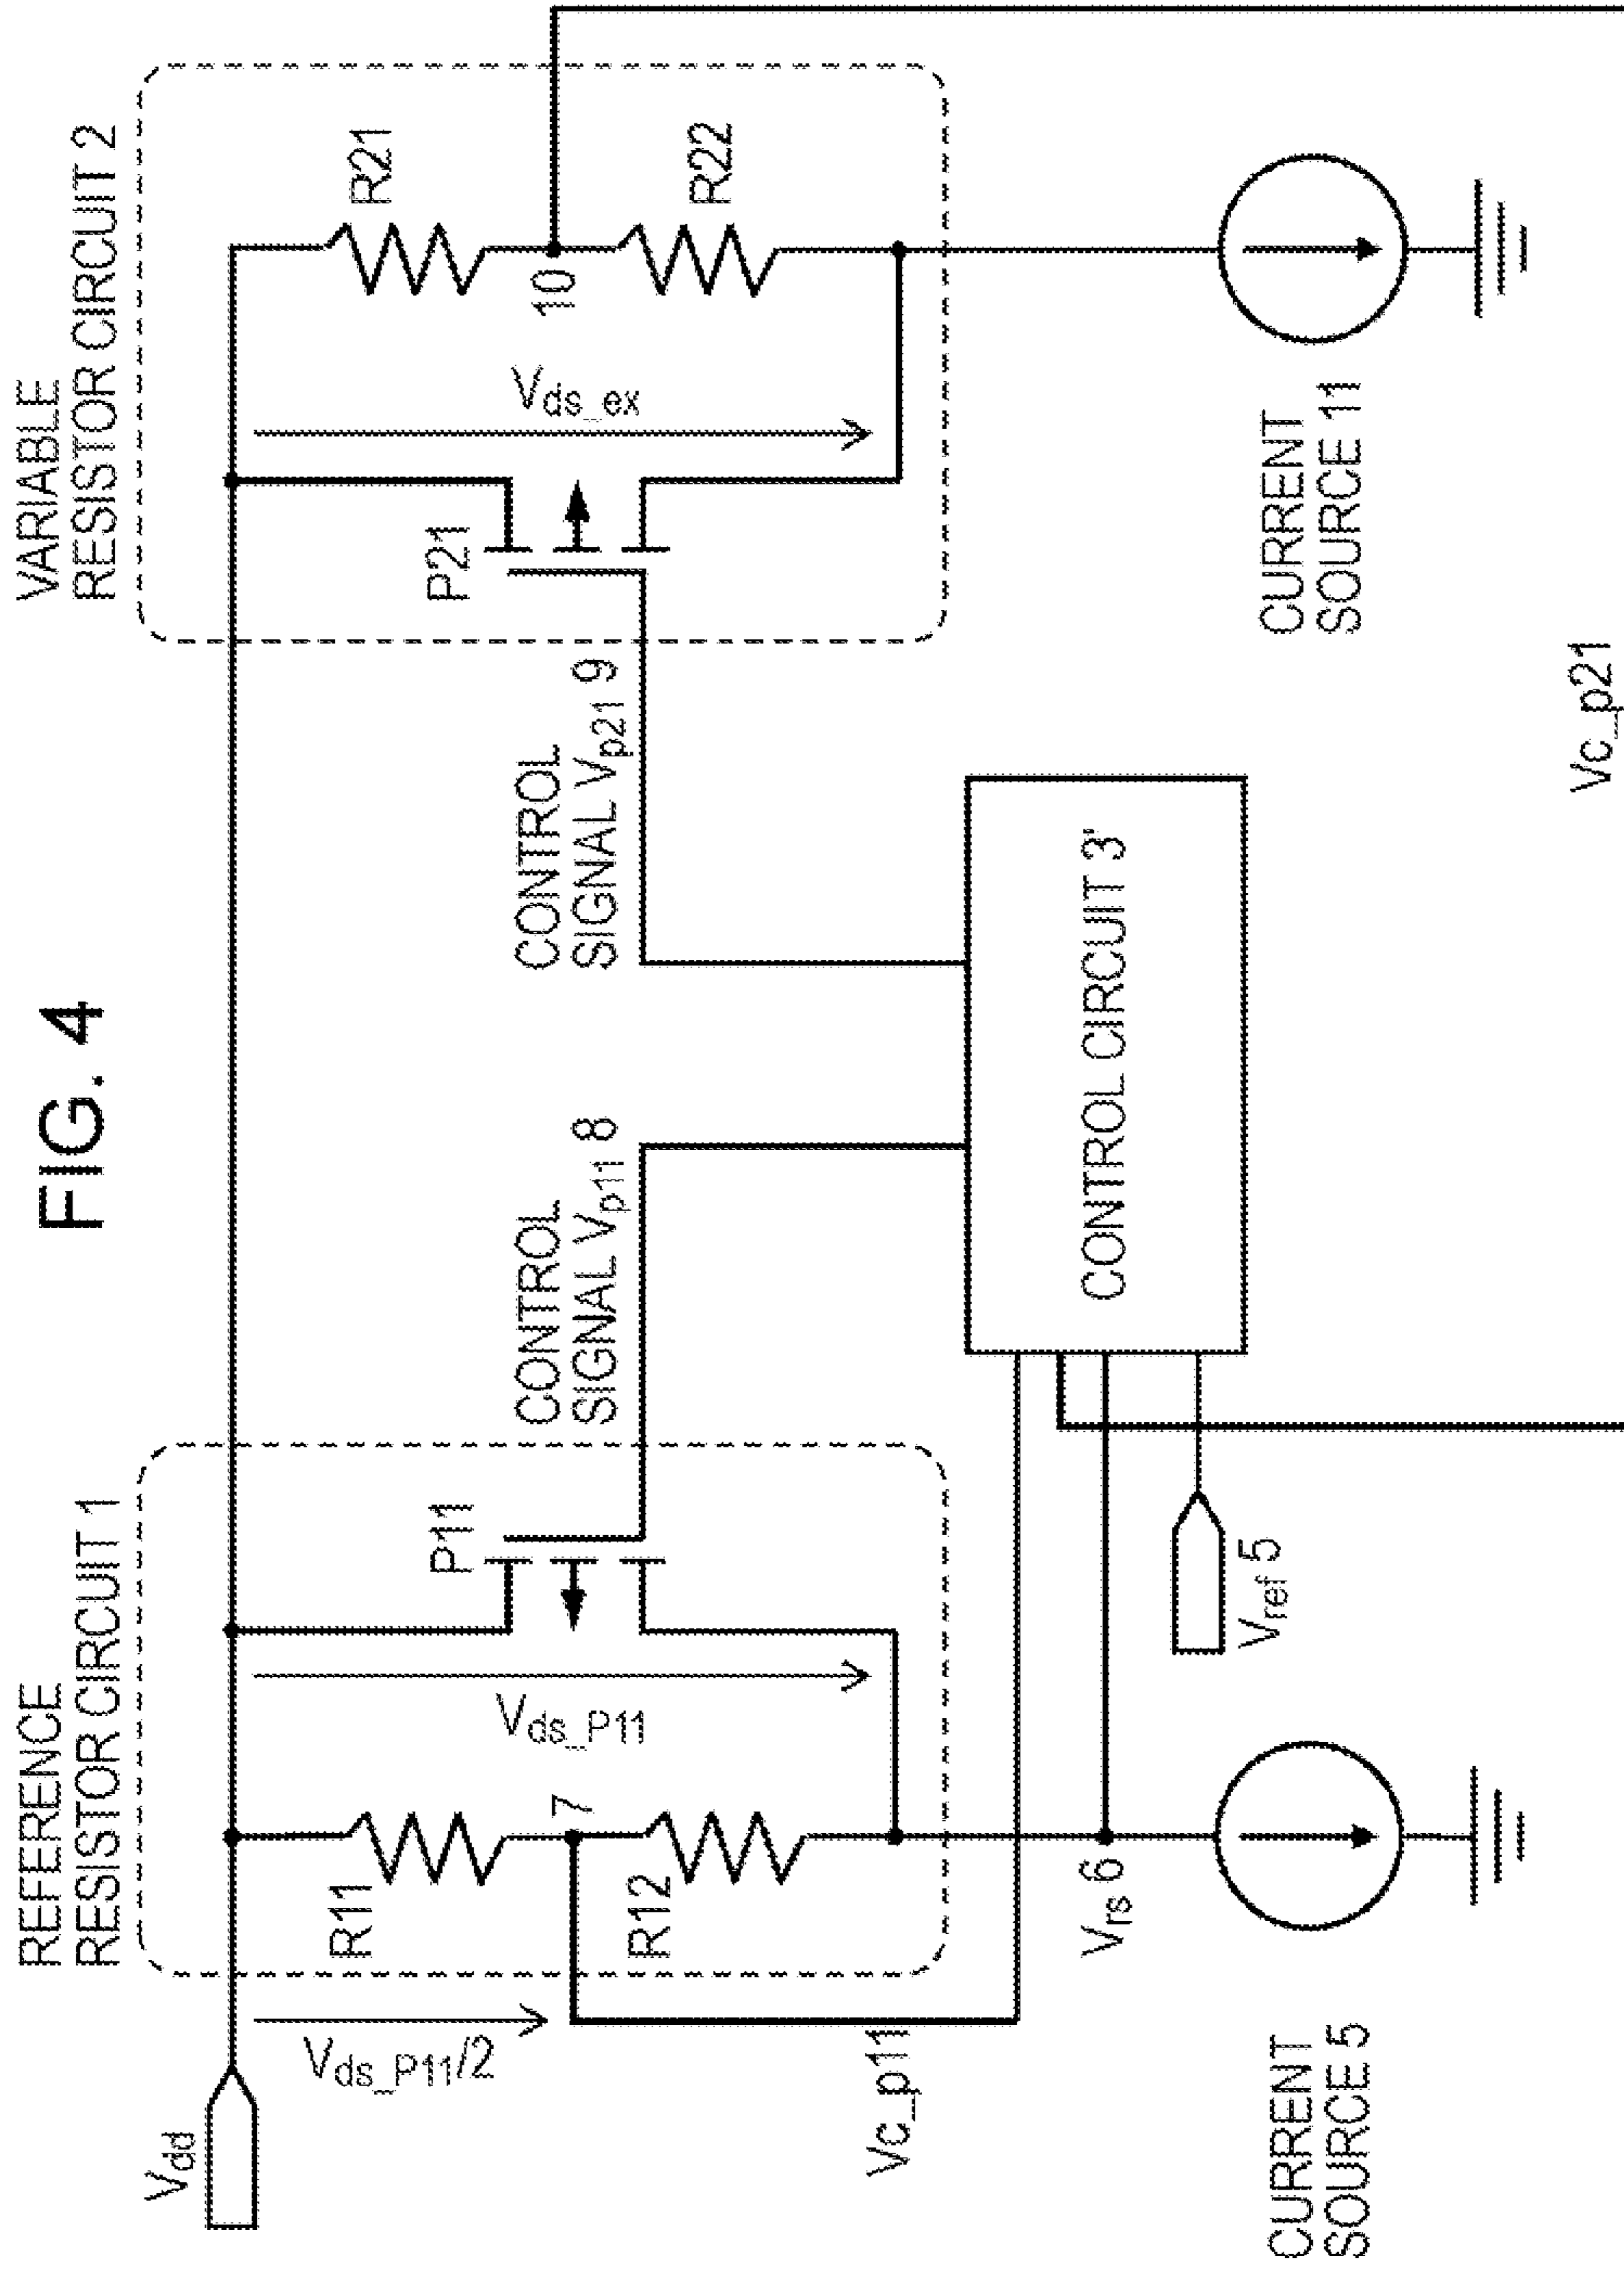 FIG. 4
REFERENCE
RESISTOR CIRCUIT 1
VARIABLE
RESISTOR CIRCUIT 2
Vdd
Vds_P11/2
R11
7
R12
Vds_P11
P11
CONTROL
SIGNAL Vp11 8
CONTROL
SIGNAL Vp21 9
P21
Vds_ex
R21
10
R22
Vc_p11
Vrs 6
Vref 5
CONTROL CIRCUIT 3'
CURRENT
SOURCE 5
CURRENT
SOURCE 11
Vc_p21